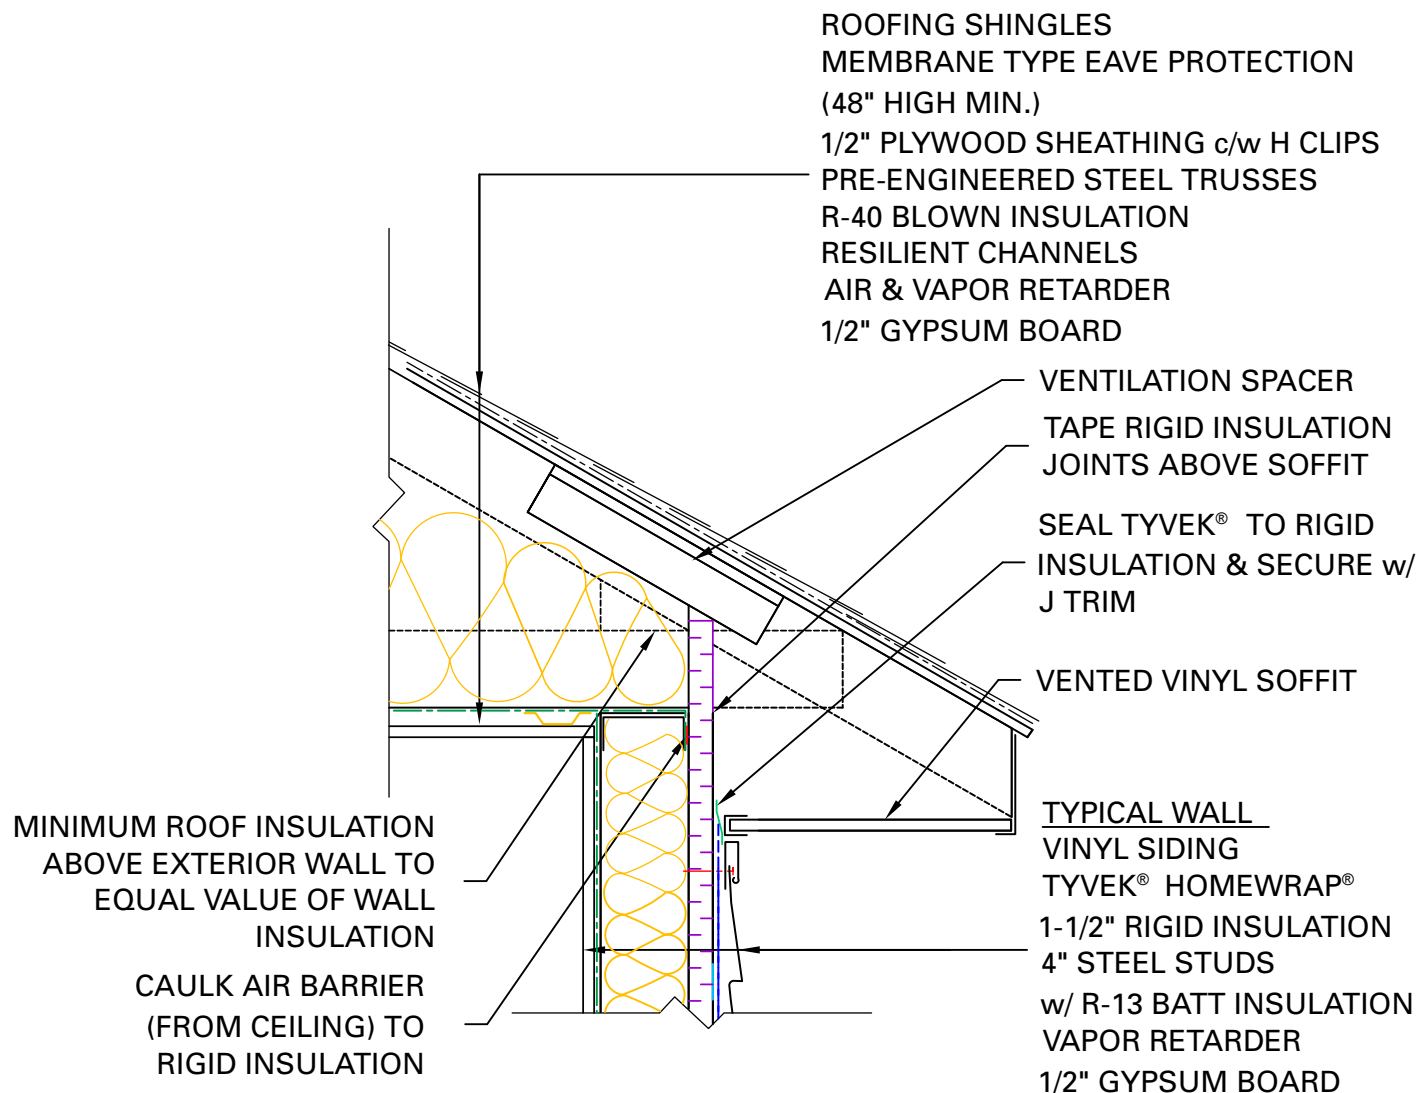 ROOFING SHINGLES
MEMBRANE TYPE EAVE PROTECTION
(48" HIGH MIN.)
1/2" PLYWOOD SHEATHING c/w H CLIPS
PRE-ENGINEERED STEEL TRUSSES
R-40 BLOWN INSULATION
RESILIENT CHANNELS
AIR & VAPOR RETARDER
1/2" GYPSUM BOARD
VENTILATION SPACER
TAPE RIGID INSULATION
JOINTS ABOVE SOFFIT
SEAL TYVEK® TO RIGID
INSULATION & SECURE w/
J TRIM
VENTED VINYL SOFFIT
TYPICAL WALL
VINYL SIDING
TYVEK® HOMEWRAP®
1-1/2" RIGID INSULATION
4" STEEL STUDS
w/ R-13 BATT INSULATION
VAPOR RETARDER
1/2" GYPSUM BOARD
MINIMUM ROOF INSULATION
ABOVE EXTERIOR WALL TO
EQUAL VALUE OF WALL
INSULATION
CAULK AIR BARRIER
(FROM CEILING) TO
RIGID INSULATION